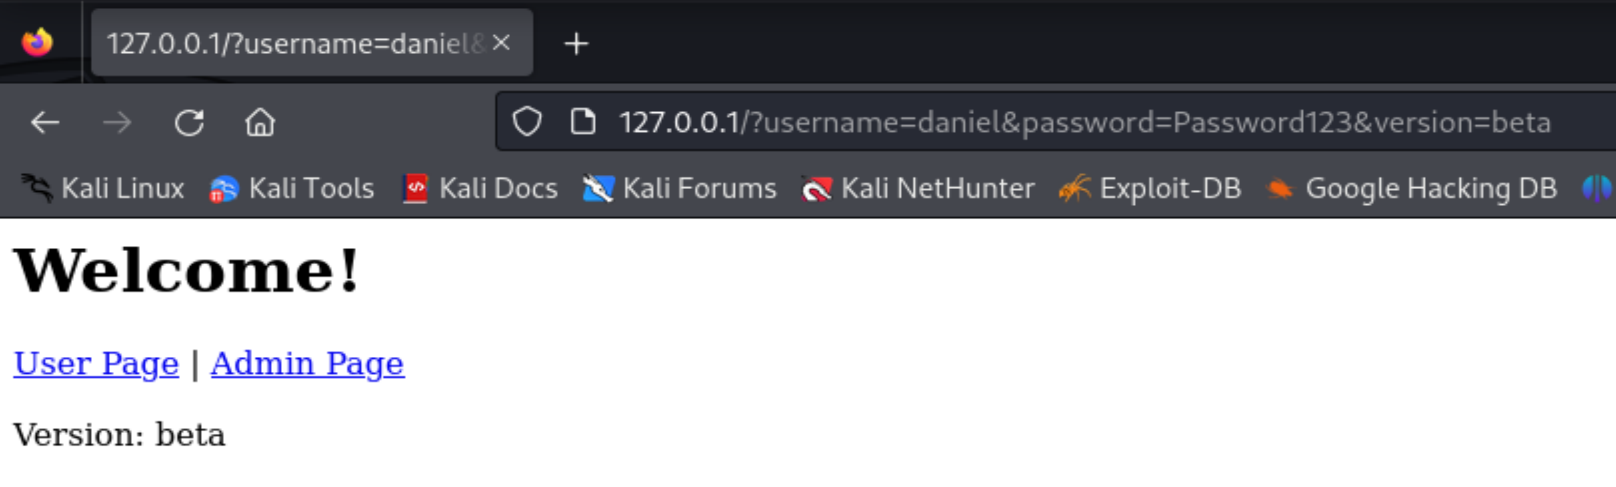 127.0.0.1/?username=daniel&
127.0.0.1/?username=daniel&password=Password123&version=beta
Kali Linux Kali Tools Kali Docs Kali Forums Kali NetHunter Exploit-DB Google Hacking DB
Welcome!
User Page | Admin Page
Version: beta